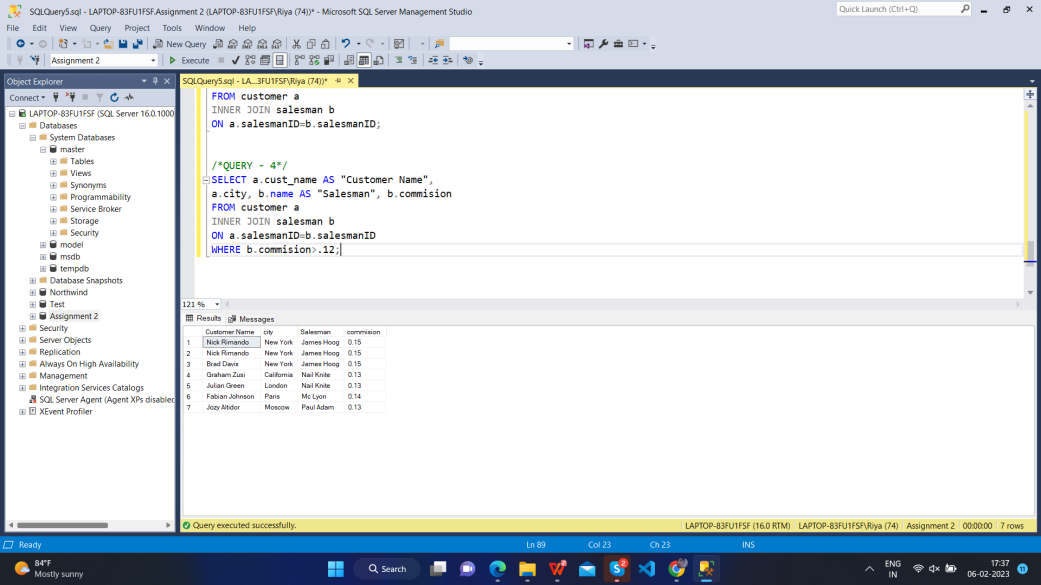 SQLQuery5.sql - LAPTOP-83FU1FSF.Assignment 2 (LAPTOP-83FU1FSF\Riya (74))* - Microsoft SQL Server Management Studio
Quick Launch (Ctrl+Q)
File Edit View Query Project Tools Window Help
New Query
Assignment 2
Execute
Object Explorer
Connect
LAPTOP-83FU1FSF (SQL Server 16.0.1000
Databases
System Databases
master
Tables
Views
Synonyms
Programmability
Service Broker
Storage
Security
model
msdb
tempdb
Database Snapshots
Northwind
Test
Assignment 2
Security
Server Objects
Replication
Always On High Availability
Management
Integration Services Catalogs
SQL Server Agent (Agent XPs disabled
XEvent Profiler
SQLQuery5.sql - LA...3FU1FSF\Riya (74))*
FROM customer a
INNER JOIN salesman b
ON a.salesmanID=b.salesmanID;
/*QUERY - 4*/
SELECT a.cust_name AS "Customer Name",
a.city, b.name AS "Salesman", b.commision
FROM customer a
INNER JOIN salesman b
ON a.salesmanID=b.salesmanID
WHERE b.commision>.12;
121 %
Results Messages
Customer Name city Salesman commision
1 Nick Rimando New York James Hoog 0.15
2 Nick Rimando New York James Hoog 0.15
3 Brad Davis New York James Hoog 0.15
4 Graham Zusi California Nail Knite 0.13
5 Julian Green London Nail Knite 0.13
6 Fabian Johnson Paris Mc Lyon 0.14
7 Jozy Altidor Moscow Paul Adam 0.13
Query executed successfully. LAPTOP-83FU1FSF (16.0 RTM) LAPTOP-83FU1FSF\Riya (74) Assignment 2 00:00:00 7 rows
Ready Ln 89 Col 23 Ch 23 INS
84°F
Mostly sunny
Search
2
ENG
IN
17:37
06-02-2023
11